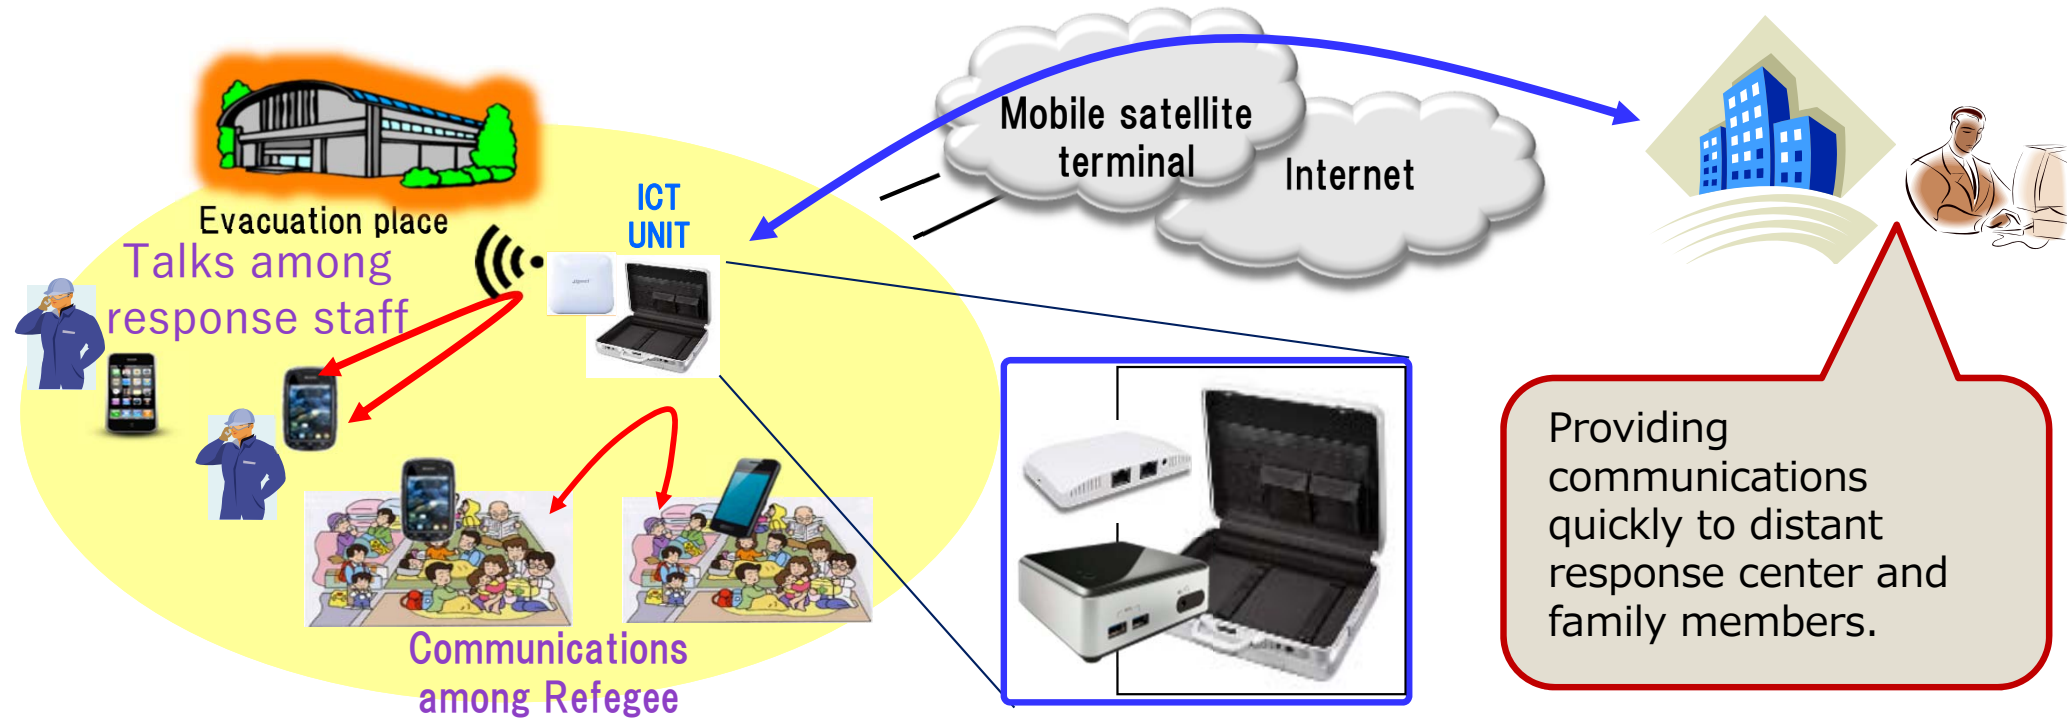 Evacuation place
Talks among
response staff
ICT
UNIT
Mobile satellite
terminal
Internet
Communications
among Refegee
Providing
communications
quickly to distant
response center and
family members.